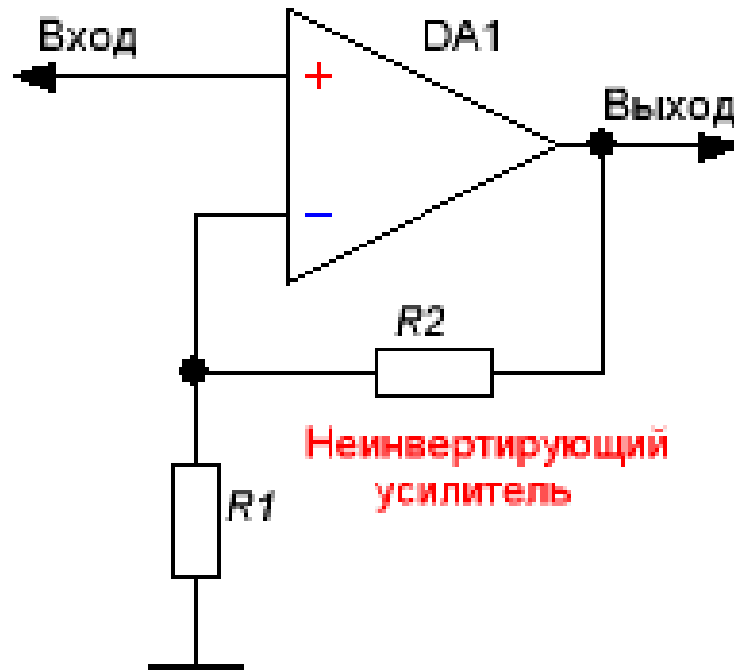 Вход
DA1
+
Выход
−
R2
Неинвертирующий
усилитель
R1